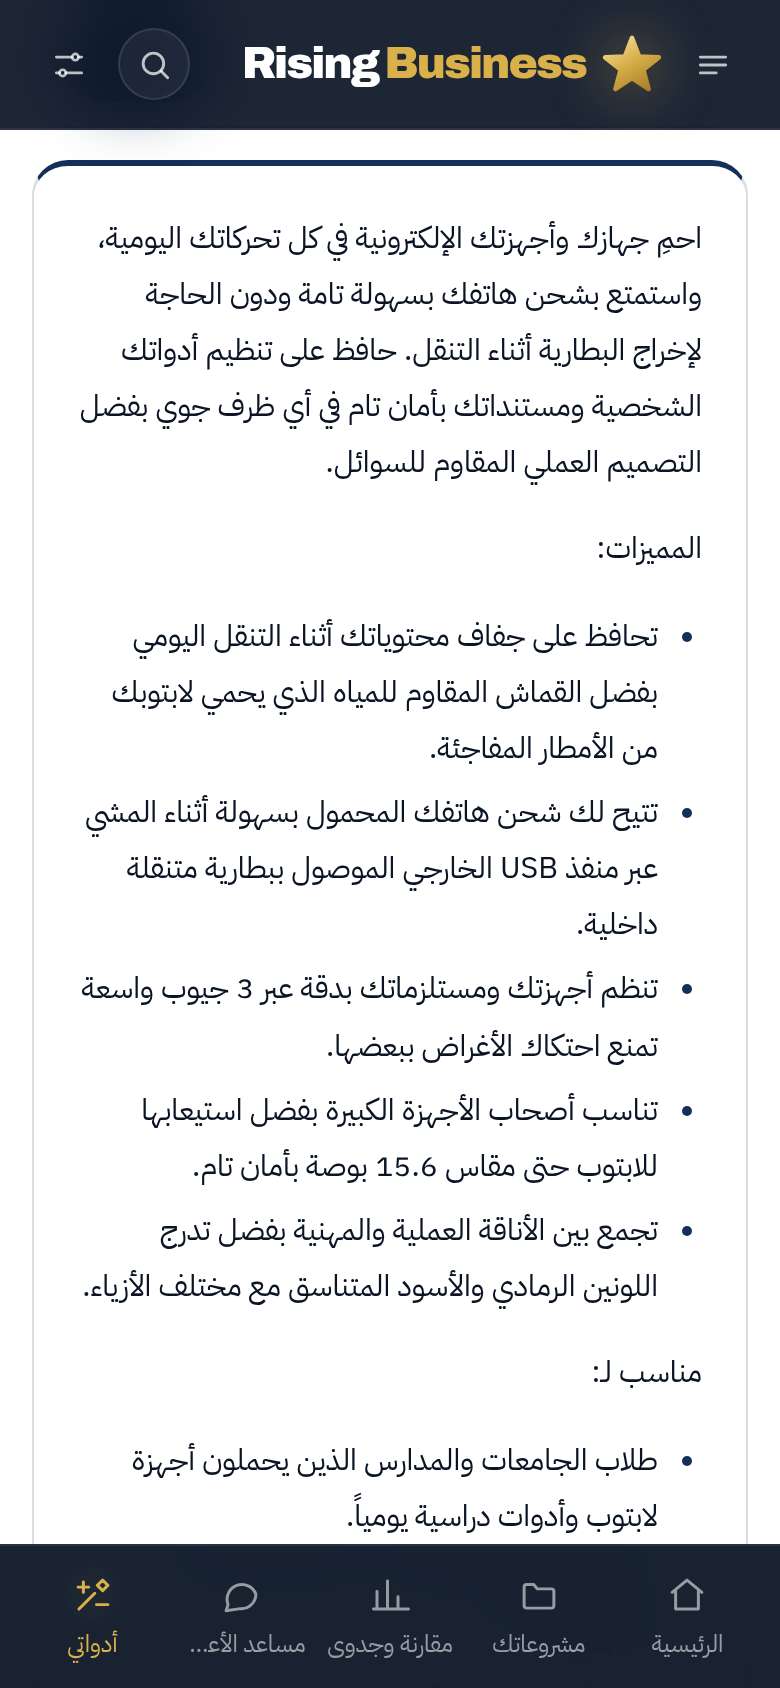 Rising Business
احمِ جهازك وأجهزتك الإلكترونية في كل تحركاتك اليومية،
واستمتع بشحن هاتفك بسهولة تامة ودون الحاجة
لإخراج البطارية أثناء التنقل. حافظ على تنظيم أدواتك
الشخصية ومستنداتك بأمان تام في أي ظرف جوي بفضل
التصميم العملي المقاوم للسوائل.
المميزات:
• تحافظ على جفاف محتوياتك أثناء التنقل اليومي
بفضل القماش المقاوم للمياه الذي يحمي لابتوبك
من الأمطار المفاجئة.
• تتيح لك شحن هاتفك المحمول بسهولة أثناء المشي
عبر منفذ USB الخارجي الموصول ببطارية متنقلة
داخلية.
• تنظم أجهزتك ومستلزماتك بدقة عبر 3 جيوب واسعة
تمنع احتكاك الأغراض ببعضها.
• تناسب أصحاب الأجهزة الكبيرة بفضل استيعابها
للابتوب حتى مقاس 15.6 بوصة بأمان تام.
• تجمع بين الأناقة العملية والمهنية بفضل تدرج
اللونين الرمادي والأسود المتناسق مع مختلف الأزياء.
مناسب لـ:
• طلاب الجامعات والمدارس الذين يحملون أجهزة
لابتوب وأدوات دراسية يومياً.
الرئيسية
مشروعاتك
مقارنة وجدوى
مساعد الأعـ...
أدواتي